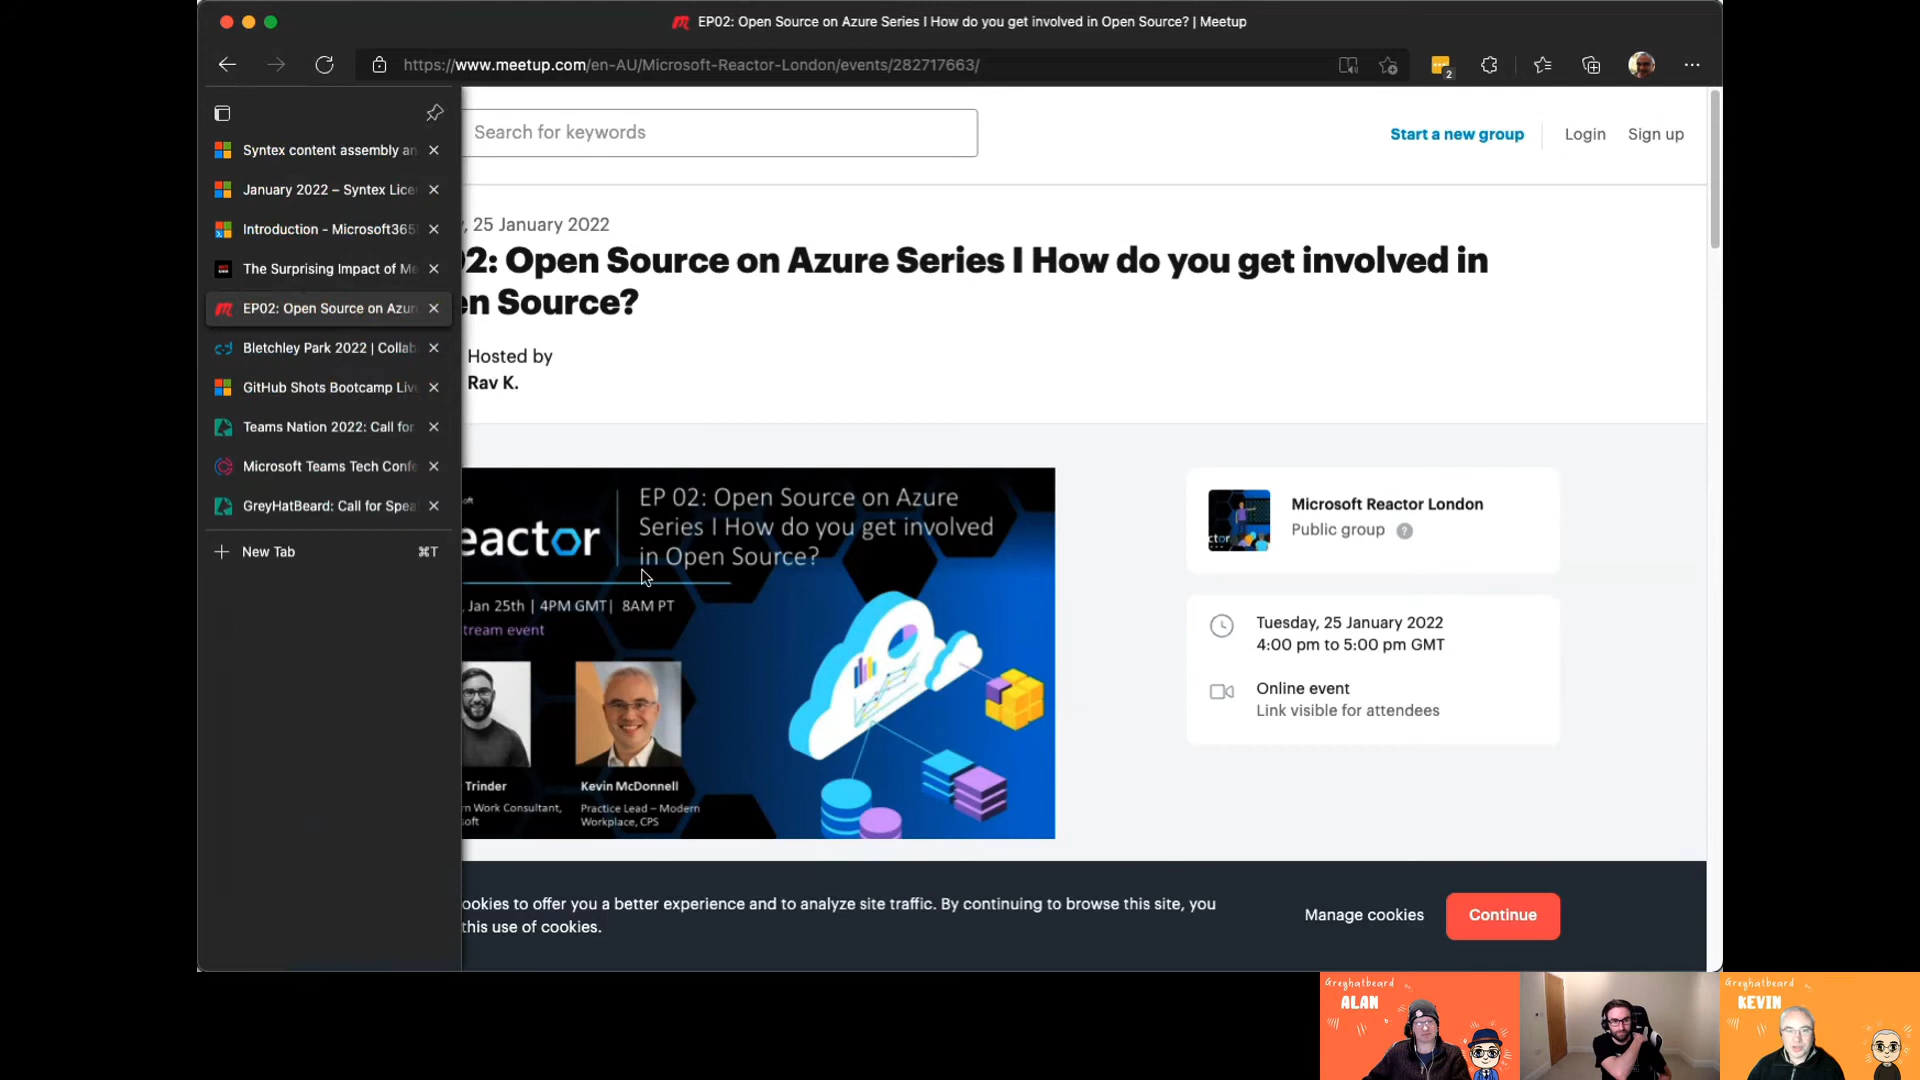 EP02: Open Source on Azure Series I How do you get involved in Open Source? | Meetup
https://www.meetup.com/en-AU/Microsoft-Reactor-London/events/282717663/
2
Syntex content assembly an
January 2022 – Syntex Lice
Introduction - Microsoft365
The Surprising Impact of Me
EP02: Open Source on Azur
Bletchley Park 2022 | Collab
GitHub Shots Bootcamp Live
Teams Nation 2022: Call for
Microsoft Teams Tech Confe
GreyHatBeard: Call for Spea
New Tab ⌘T
Search for keywords
Start a new group
Login
Sign up
, 25 January 2022
2: Open Source on Azure Series I How do you get involved in
en Source?
Hosted by
Rav K.
eactor
EP 02: Open Source on Azure
Series I How do you get involved
in Open Source?
, Jan 25th | 4PM GMT | 8AM PT
tream event
Trinder
n Work Consultant,
soft
Kevin McDonnell
Practice Lead – Modern
Workplace, CPS
Microsoft Reactor London
Public group
Tuesday, 25 January 2022
4:00 pm to 5:00 pm GMT
Online event
Link visible for attendees
ookies to offer you a better experience and to analyze site traffic. By continuing to browse this site, you
this use of cookies.
Manage cookies
Continue
Greyhatbeard
ALAN
Greyhatbeard
KEVIN